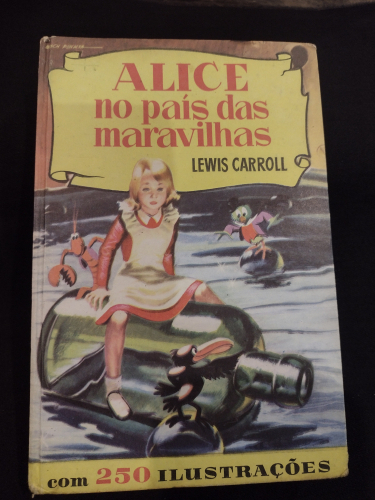 ALICE
no país das
maravilhas
LEWIS CARROLL
com 250 ILUSTRAÇÕES